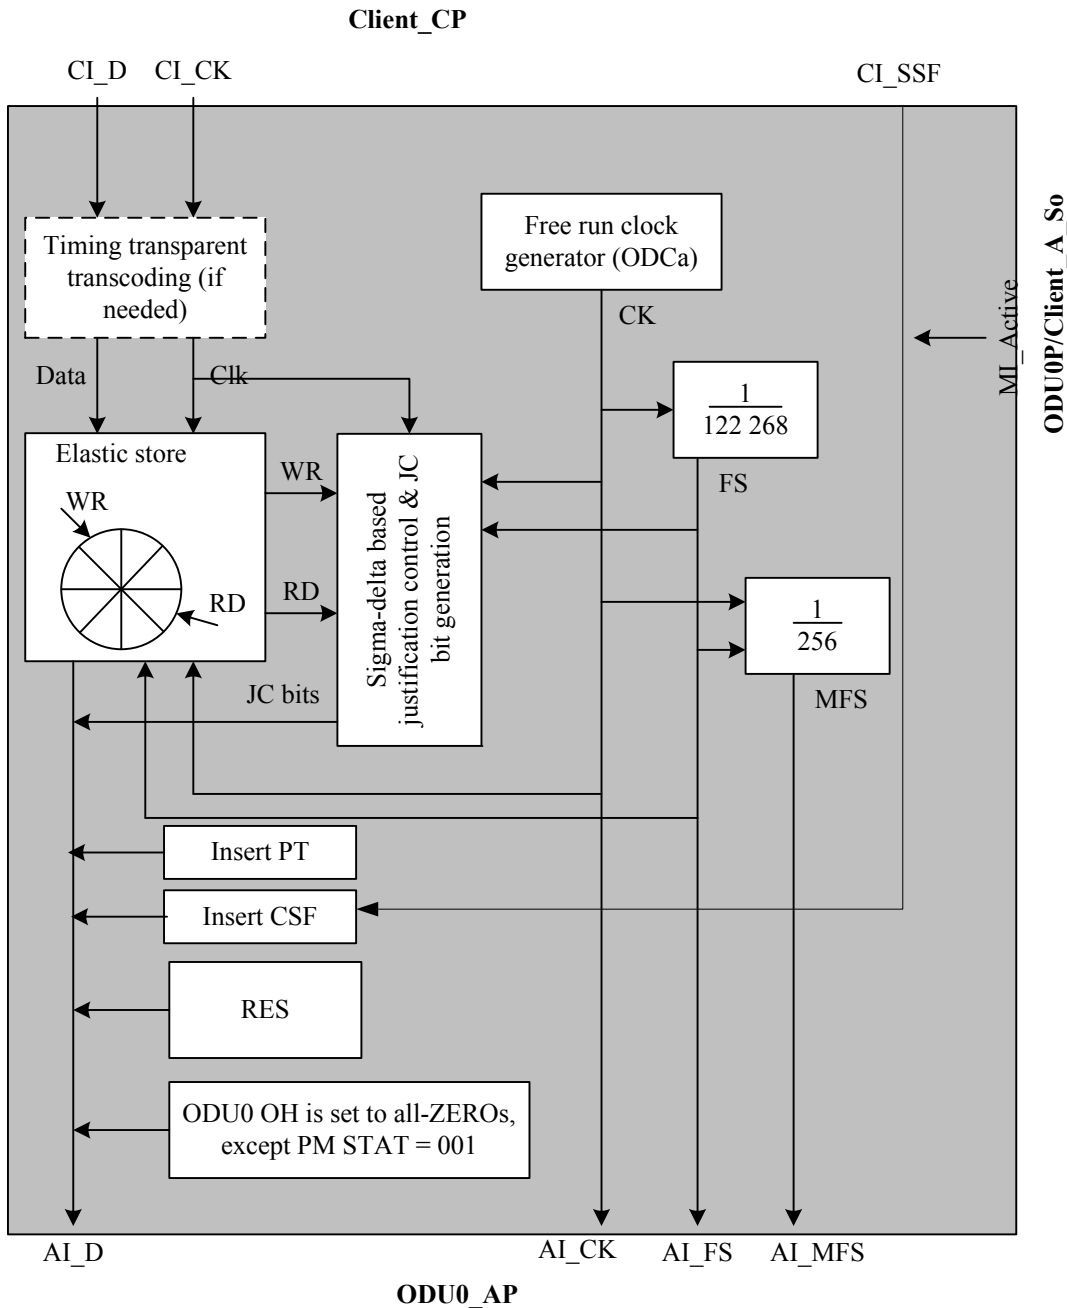 Client_CP
CI_D
CI_CK
CI_SSF
Timing transparent
transcoding (if
needed)
Free run clock
generator (ODCa)
CK
MI_Active
ODU0P/Client_A_So
Data
Clk
1
122 268
FS
Elastic store
WR
RD
WR
RD
Sigma-delta based
justification control & JC
bit generation
1
256
MFS
JC bits
Insert PT
Insert CSF
RES
ODU0 OH is set to all-ZEROs,
except PM STAT = 001
AI_D
AI_CK
AI_FS
AI_MFS
ODU0_AP